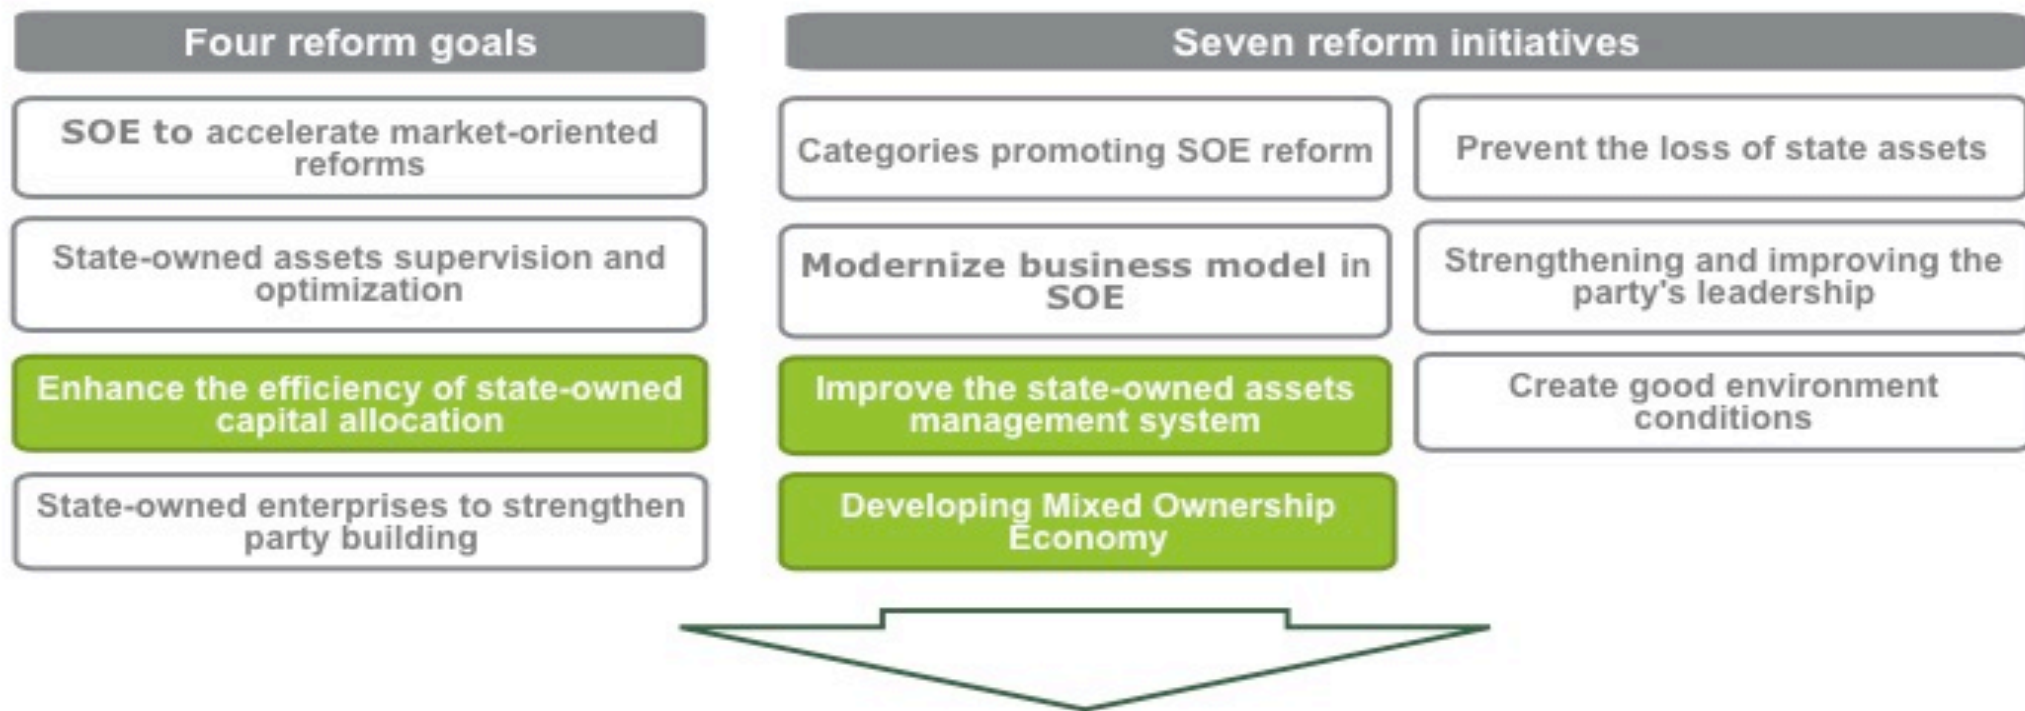 Four reform goals
SOE to accelerate market-oriented
reforms
State-owned assets supervision and
optimization
Enhance the efficiency of state-owned
capital allocation
State-owned enterprises to strengthen
party building
Seven reform initiatives
Categories promoting SOE reform
Modernize business model in
SOE
Improve the state-owned assets
management system
Developing Mixed Ownership
Economy
Prevent the loss of state assets
Strengthening and improving the
party's leadership
Create good environment
conditions